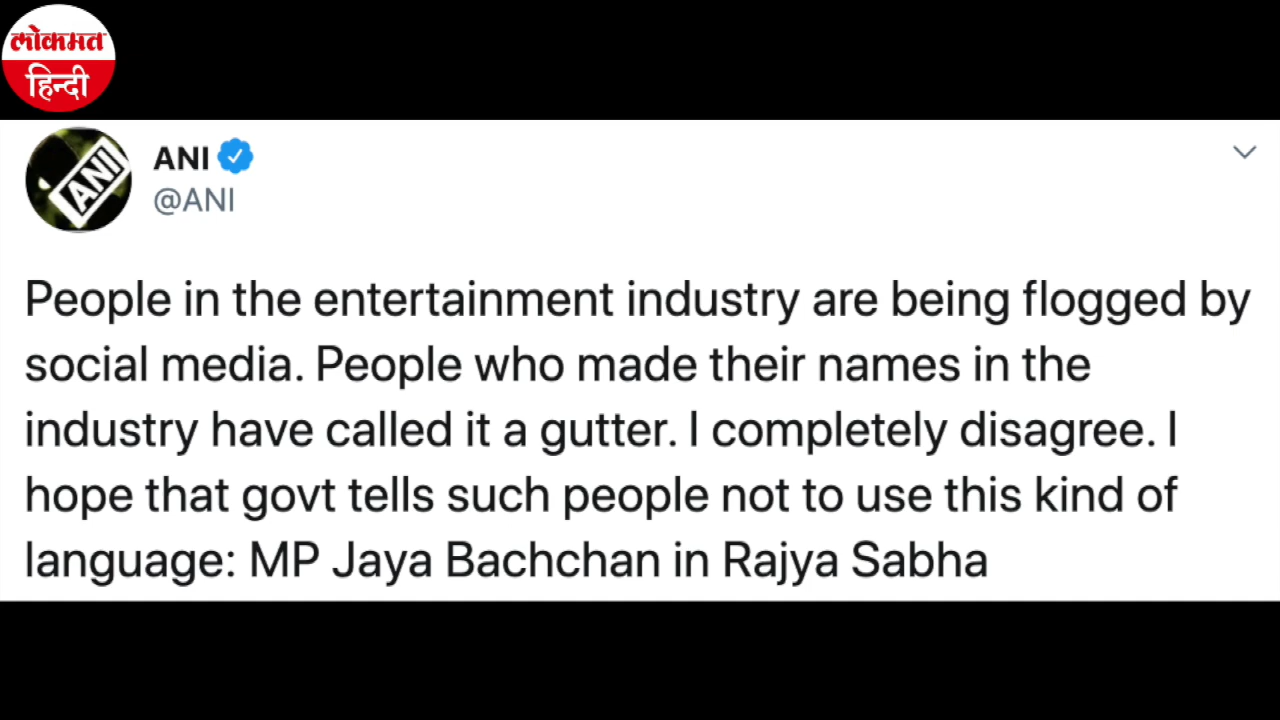 लोकमत
हिन्दी
ANI
ANI
@ANI
People in the entertainment industry are being flogged by
social media. People who made their names in the
industry have called it a gutter. I completely disagree. I
hope that govt tells such people not to use this kind of
language: MP Jaya Bachchan in Rajya Sabha